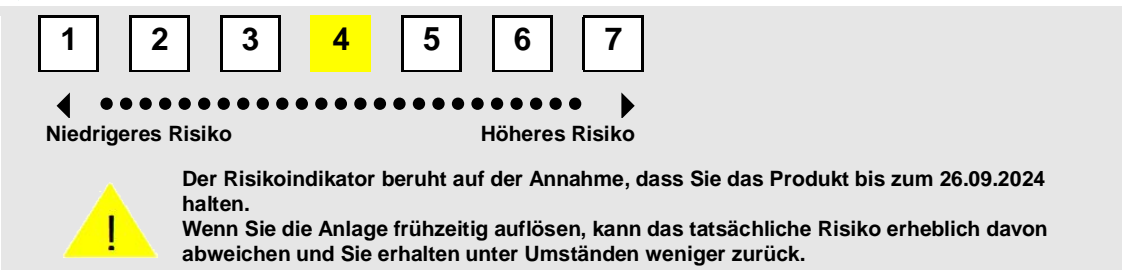 1 2 3 4 5 6 7
Niedrigeres Risiko Höheres Risiko
Der Risikoindikator beruht auf der Annahme, dass Sie das Produkt bis zum 26.09.2024
halten.
Wenn Sie die Anlage frühzeitig auflösen, kann das tatsächliche Risiko erheblich davon
abweichen und Sie erhalten unter Umständen weniger zurück.
!